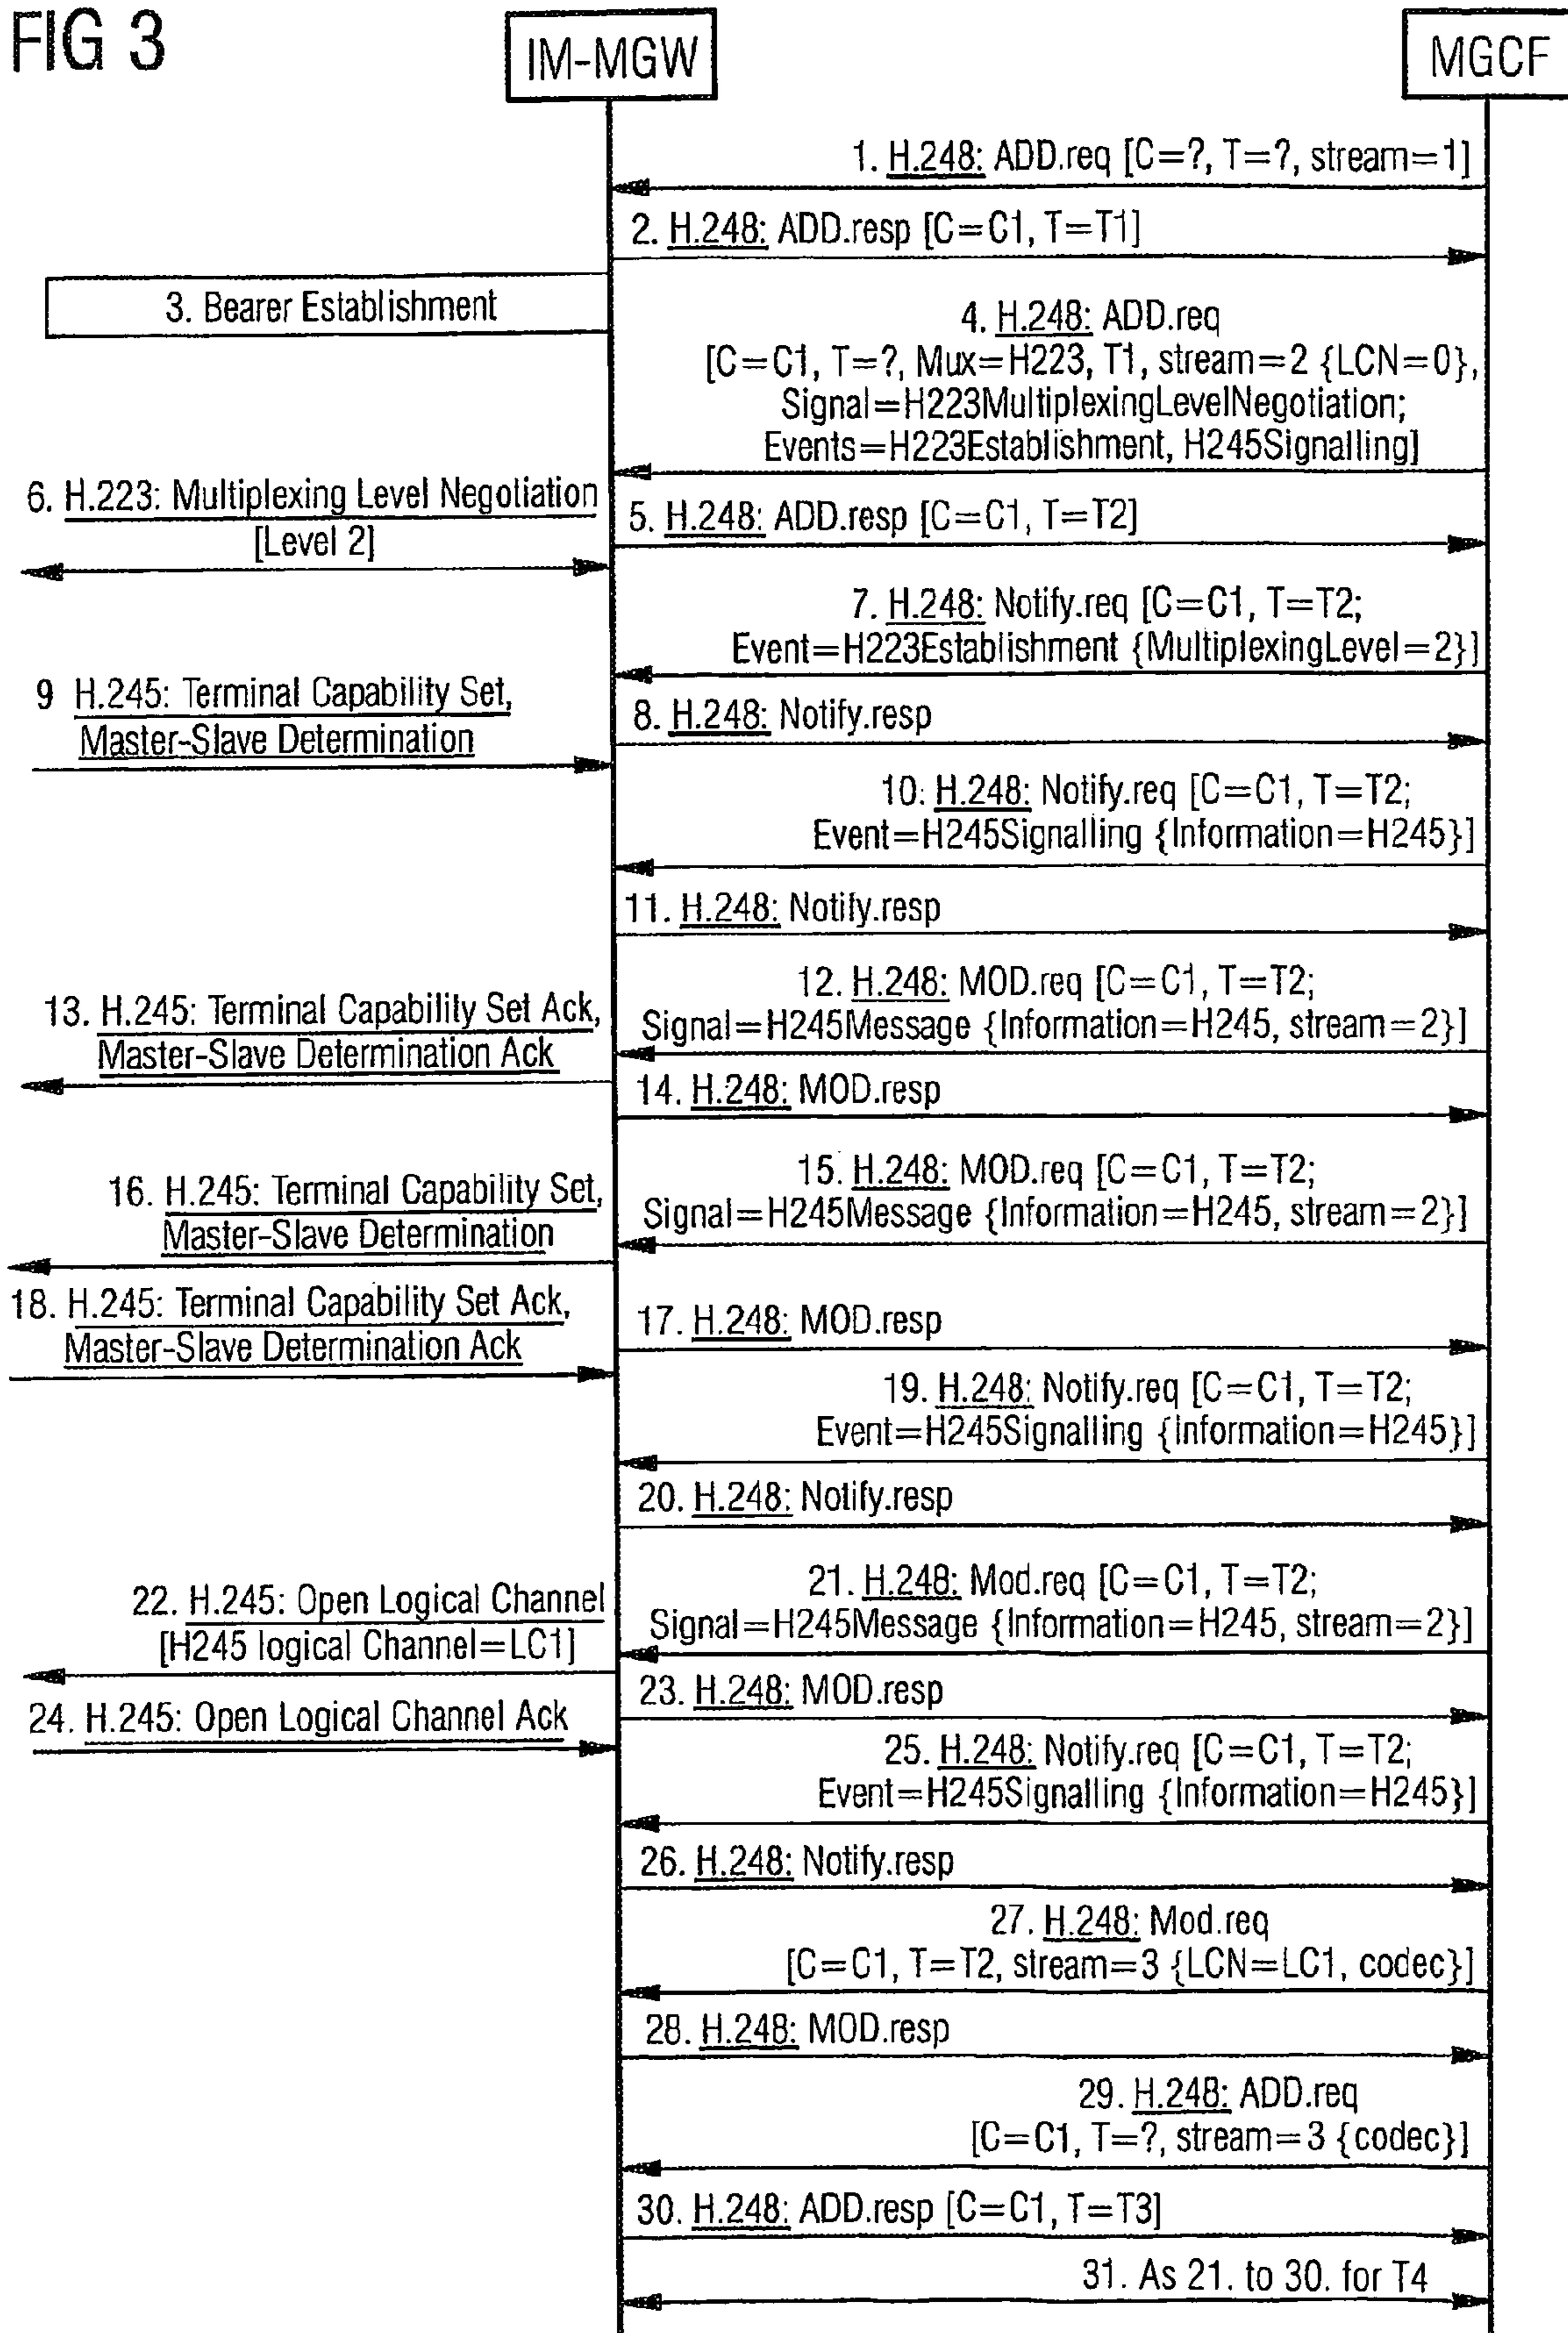 FIG 3
IM-MGW
MGCF
1. H.248: ADD.req [C=?, T=?, stream=1]
2. H.248: ADD.resp [C=C1, T=T1]
3. Bearer Establishment
4. H.248: ADD.req
[C=C1, T=?, Mux=H223, T1, stream=2 {LCN=0},
Signal=H223MultiplexingLevelNegotiation;
Events=H223Establishment, H245Signalling]
6. H.223: Multiplexing Level Negotiation
[Level 2]
5. H.248: ADD.resp [C=C1, T=T2]
7. H.248: Notify.req [C=C1, T=T2;
Event=H223Establishment {MultiplexingLevel=2}]
9 H.245: Terminal Capability Set,
Master-Slave Determination
8. H.248: Notify.resp
10: H.248: Notify.req [C=C1, T=T2;
Event=H245Signalling {Information=H245}]
11. H.248: Notify.resp
12. H.248: MOD.req [C=C1, T=T2;
Signal=H245Message {Information=H245, stream=2}]
13. H.245: Terminal Capability Set Ack,
Master-Slave Determination Ack
14. H.248: MOD.resp
15. H.248: MOD.req [C=C1, T=T2;
Signal=H245Message {Information=H245, stream=2}]
16. H.245: Terminal Capability Set,
Master-Slave Determination
18. H.245: Terminal Capability Set Ack,
Master-Slave Determination Ack
17. H.248: MOD.resp
19. H.248: Notify.req [C=C1, T=T2;
Event=H245Signalling {Information=H245}]
20. H.248: Notify.resp
21. H.248: Mod.req [C=C1, T=T2;
Signal=H245Message {Information=H245, stream=2}]
22. H.245: Open Logical Channel
[H245 logical Channel=LC1]
23. H.248: MOD.resp
24. H.245: Open Logical Channel Ack
25. H.248: Notify.req [C=C1, T=T2;
Event=H245Signalling {Information=H245}]
26. H.248: Notify.resp
27. H.248: Mod.req
[C=C1, T=T2, stream=3 {LCN=LC1, codec}]
28. H.248: MOD.resp
29. H.248: ADD.req
[C=C1, T=?, stream=3 {codec}]
30. H.248: ADD.resp [C=C1, T=T3]
31. As 21. to 30. for T4